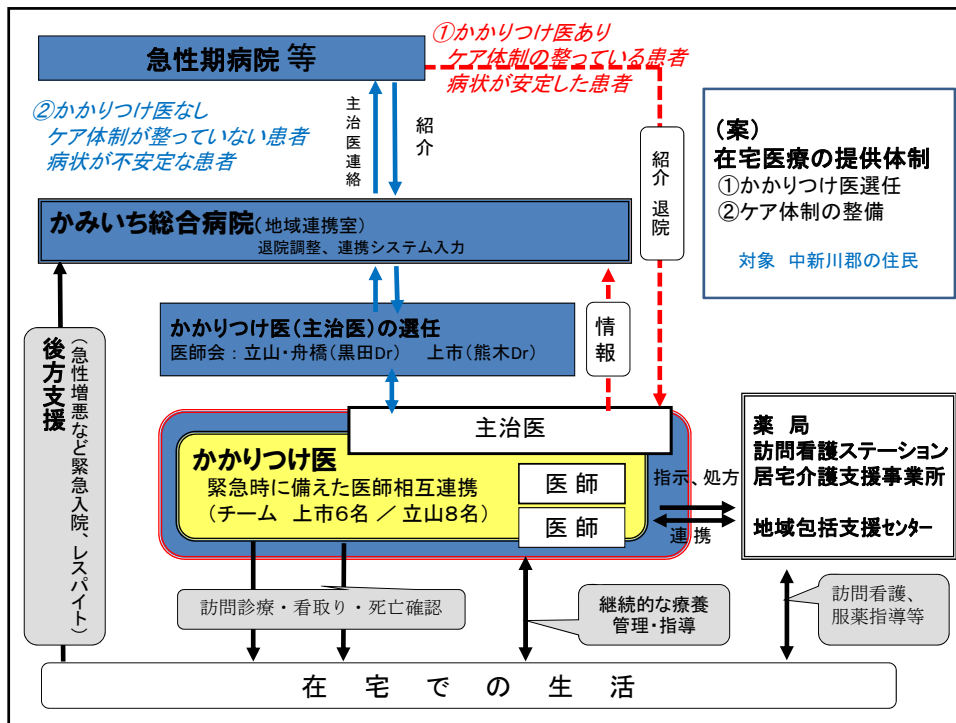 急性期病院 等
①かかりつけ医あり
ケア体制の整っている患者
病状が安定した患者
②かかりつけ医なし
ケア体制が整っていない患者
病状が不安定な患者
主治医連絡
紹介
紹介 退院
(案)
在宅医療の提供体制
①かかりつけ医選任
②ケア体制の整備
対象 中新川郡の住民
かみいち総合病院(地域連携室)
退院調整、連携システム入力
かかりつけ医(主治医)の選任
医師会:立山・舟橋(黒田Dr) 上市(熊木Dr)
情報
後方支援
(急性増悪など緊急入院、レスパイト)
主治医
かかりつけ医
緊急時に備えた医師相互連携
(チーム 上市6名 / 立山8名)
医 師
医 師
指示、処方
連 携
薬 局
訪問看護ステーション
居宅介護支援事業所
地域包括支援センター
訪問診療・看取り・死亡確認
継続的な療養
管理・指導
訪問看護、
服薬指導等
在 宅 で の 生 活